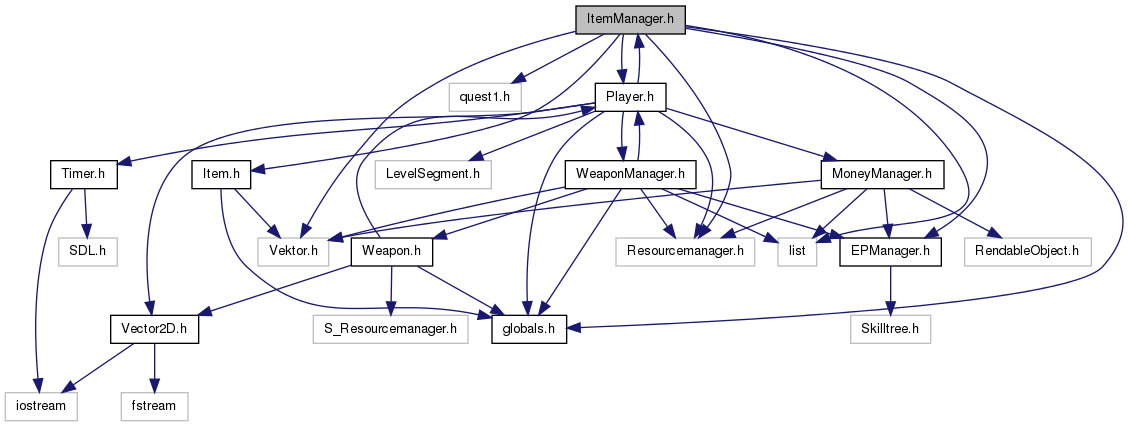 ItemManager.h
quest1.h
Player.h
Timer.h
Item.h
LevelSegment.h
WeaponManager.h
MoneyManager.h
SDL.h
Vektor.h
Weapon.h
Resourcemanager.h
list
EPManager.h
RendableObject.h
Vector2D.h
S_Resourcemanager.h
globals.h
Skilltree.h
iostream
fstream